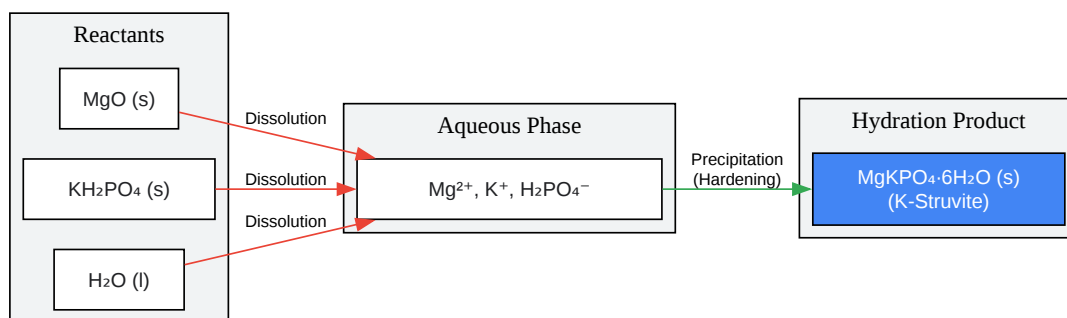 Reactants
MgO (s)
KH₂PO₄ (s)
H₂O (l)
Dissolution
Dissolution
Dissolution
Aqueous Phase
Mg²⁺, K⁺, H₂PO₄⁻
Precipitation
(Hardening)
Hydration Product
MgKPO₄·6H₂O (s)
(K-Struvite)